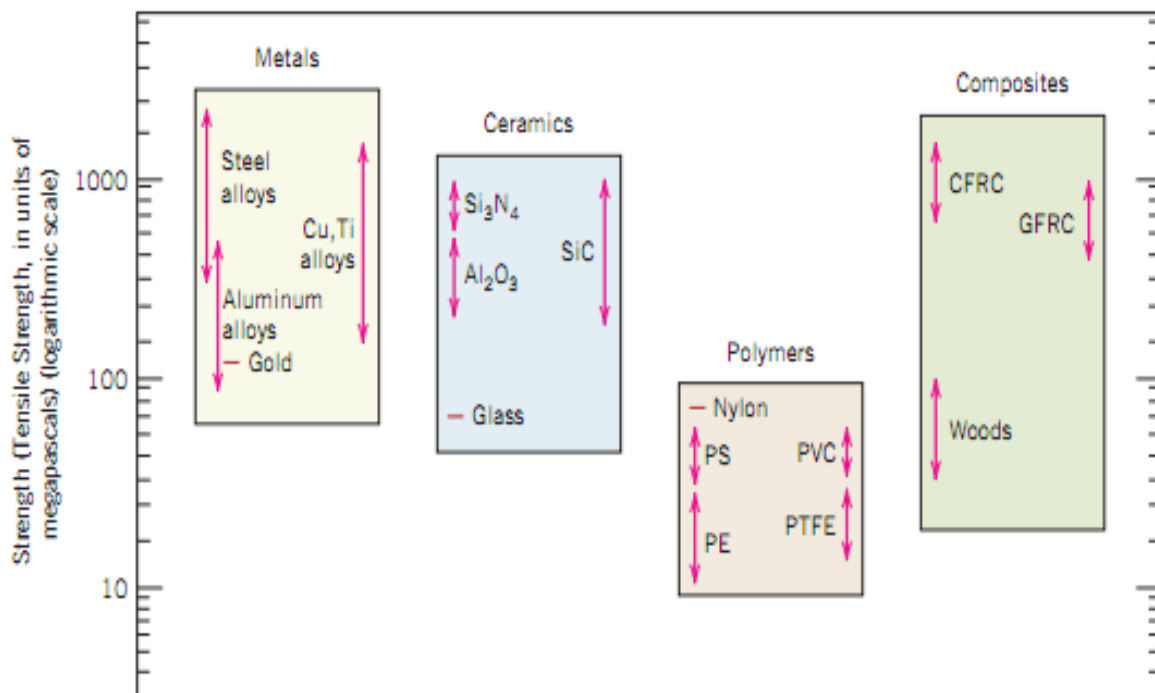 Strength (Tensile Strength, in units of
megapascals) (logarithmic scale)
1000
100
10
Metals
Steel
alloys
Cu,Ti
alloys
Aluminum
alloys
Gold
Ceramics
Si₃N₄
Al₂O₃
SiC
Glass
Polymers
Nylon
PS
PVC
PE
PTFE
Composites
CFRC
GFRC
Woods